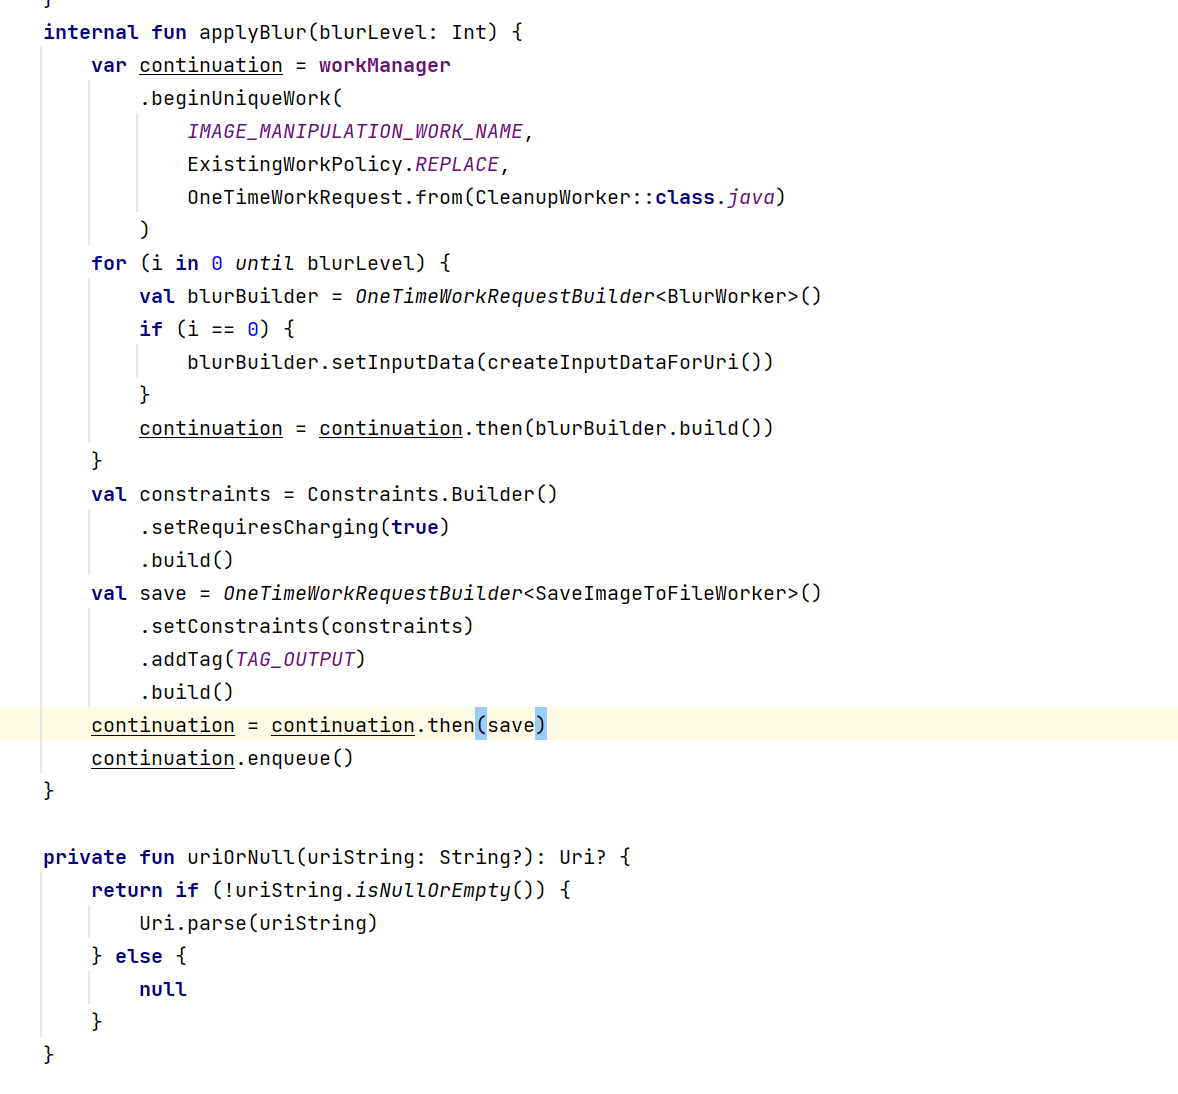 }
internal fun applyBlur(blurLevel: Int) {
    var continuation = workManager
        .beginUniqueWork(
            IMAGE_MANIPULATION_WORK_NAME,
            ExistingWorkPolicy.REPLACE,
            OneTimeWorkRequest.from(CleanupWorker::class.java)
        )
    for (i in 0 until blurLevel) {
        val blurBuilder = OneTimeWorkRequestBuilder<BlurWorker>()
        if (i == 0) {
            blurBuilder.setInputData(createInputDataForUri())
        }
        continuation = continuation.then(blurBuilder.build())
    }
    val constraints = Constraints.Builder()
        .setRequiresCharging(true)
        .build()
    val save = OneTimeWorkRequestBuilder<SaveImageToFileWorker>()
        .setConstraints(constraints)
        .addTag(TAG_OUTPUT)
        .build()
    continuation = continuation.then(save)
    continuation.enqueue()
}

private fun uriOrNull(uriString: String?): Uri? {
    return if (!uriString.isNullOrEmpty()) {
        Uri.parse(uriString)
    } else {
        null
    }
}